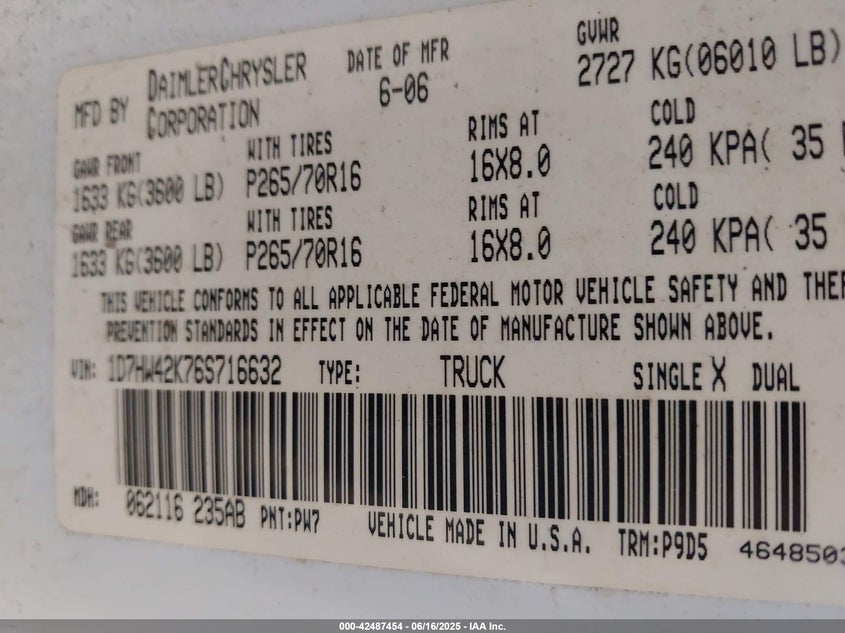 MFD BY DAIMLERCHRYSLER CORPORATION DATE OF MFR 6-06 GVWR 2727 KG(06010 LB)
GAWR FRONT WITH TIRES RIMS AT COLD
1633 KG(3600 LB) P265/70R16 16X8.0 240 KPA( 35
GAWR REAR WITH TIRES RIMS AT COLD
1633 KG(3600 LB) P265/70R16 16X8.0 240 KPA( 35
THIS VEHICLE CONFORMS TO ALL APPLICABLE FEDERAL MOTOR VEHICLE SAFETY AND THEF
PREVENTION STANDARDS IN EFFECT ON THE DATE OF MANUFACTURE SHOWN ABOVE.
VIN: 1D7HW42K76S716632 TYPE: TRUCK SINGLE X DUAL
MDH: 062116 235AB PNT:PW7 VEHICLE MADE IN U.S.A. TRM:P9D5 4648503
000-42487454 - 06/16/2025 - IAA Inc.